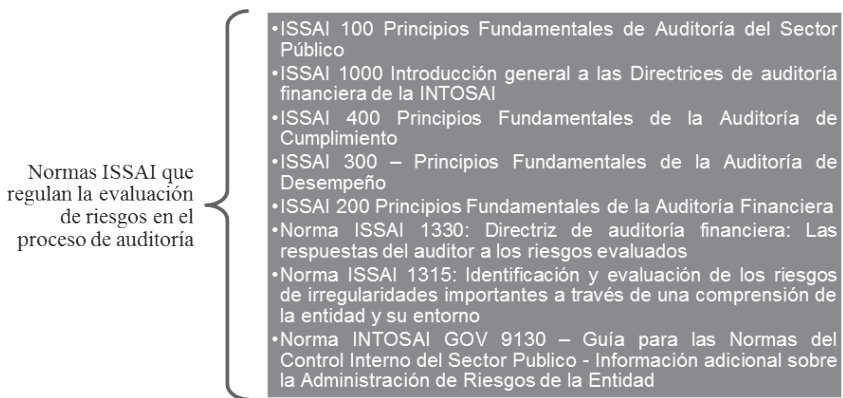 Normas ISSAI que
regulan la evaluación
de riesgos en el
proceso de auditoría
•ISSAI 100 Principios Fundamentales de Auditoría del Sector
Público
•ISSAI 1000 Introducción general a las Directrices de auditoría
financiera de la INTOSAI
•ISSAI 400 Principios Fundamentales de la Auditoría de
Cumplimiento
•ISSAI 300 – Principios Fundamentales de la Auditoría de
Desempeño
•ISSAI 200 Principios Fundamentales de la Auditoría Financiera
•Norma ISSAI 1330: Directriz de auditoría financiera: Las
respuestas del auditor a los riesgos evaluados
•Norma ISSAI 1315: Identificación y evaluación de los riesgos
de irregularidades importantes a través de una comprensión de
la entidad y su entorno
•Norma INTOSAI GOV 9130 – Guía para las Normas del
Control Interno del Sector Publico - Información adicional sobre
la Administración de Riesgos de la Entidad